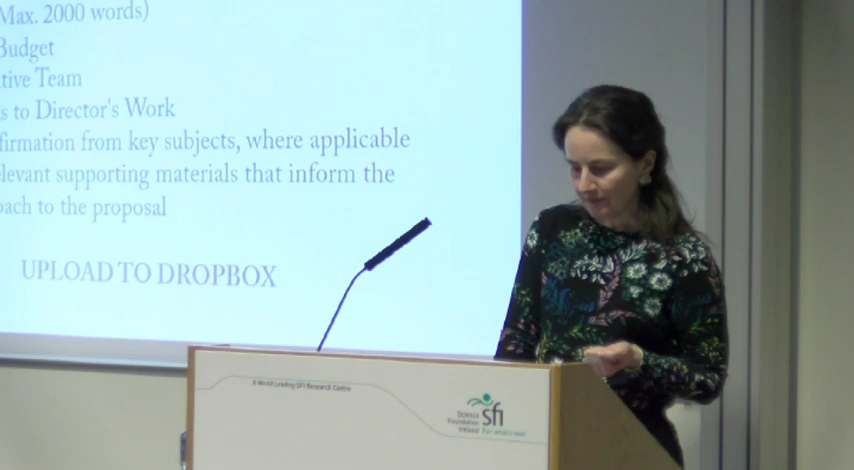 Max. 2000 words)
Budget
tive Team
s to Director's Work
firmation from key subjects, where applicable
levant supporting materials that inform the
oach to the proposal
UPLOAD TO DROPBOX
A World Leading SFI Research Centre
Science
Foundation
Ireland
sfi
For what's next